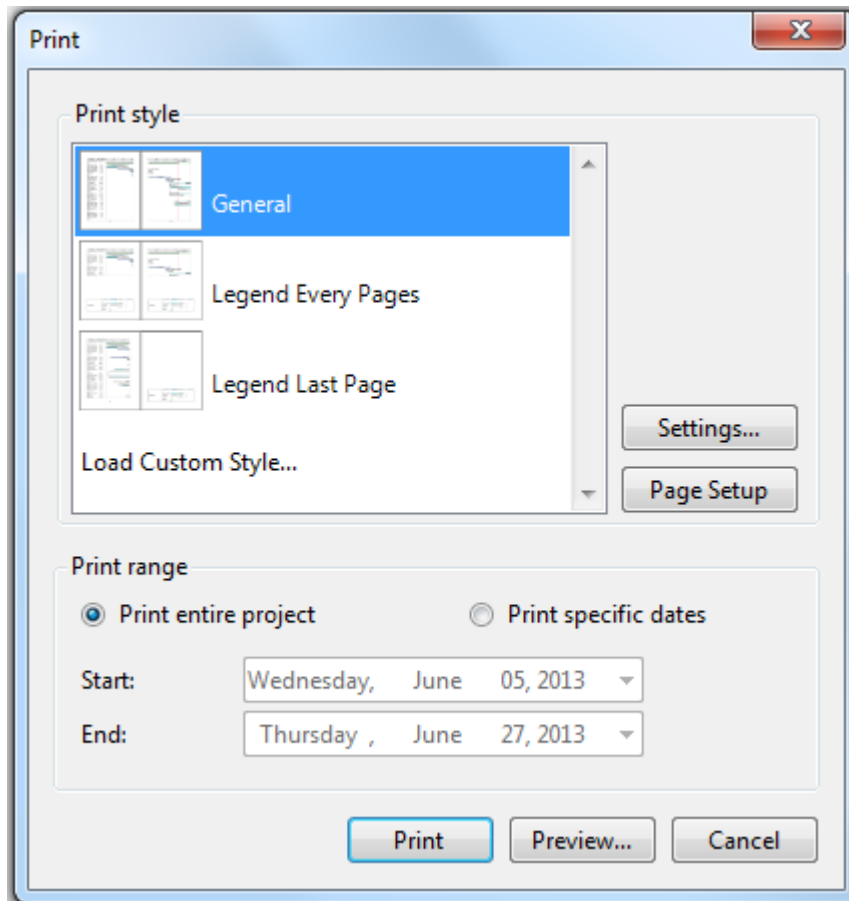 Print
Print style
General
Legend Every Pages
Legend Last Page
Load Custom Style...
Settings...
Page Setup
Print range
Print entire project Print specific dates
Start: Wednesday, June 05, 2013
End: Thursday , June 27, 2013
Print Preview... Cancel